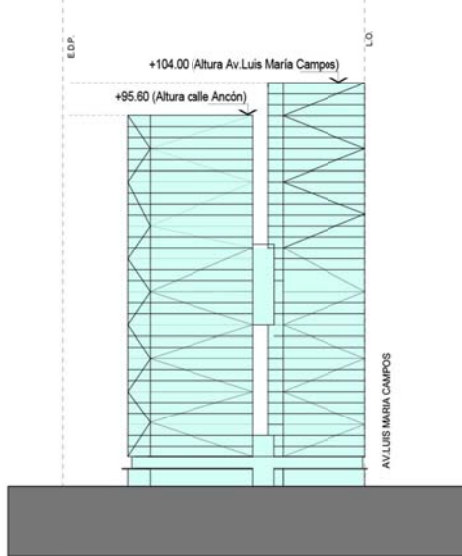 E.D.P.
L.O.
+104.00 (Altura Av.Luis María Campos)
+95.60 (Altura calle Ancón)
AV.LUIS MARIA CAMPOS